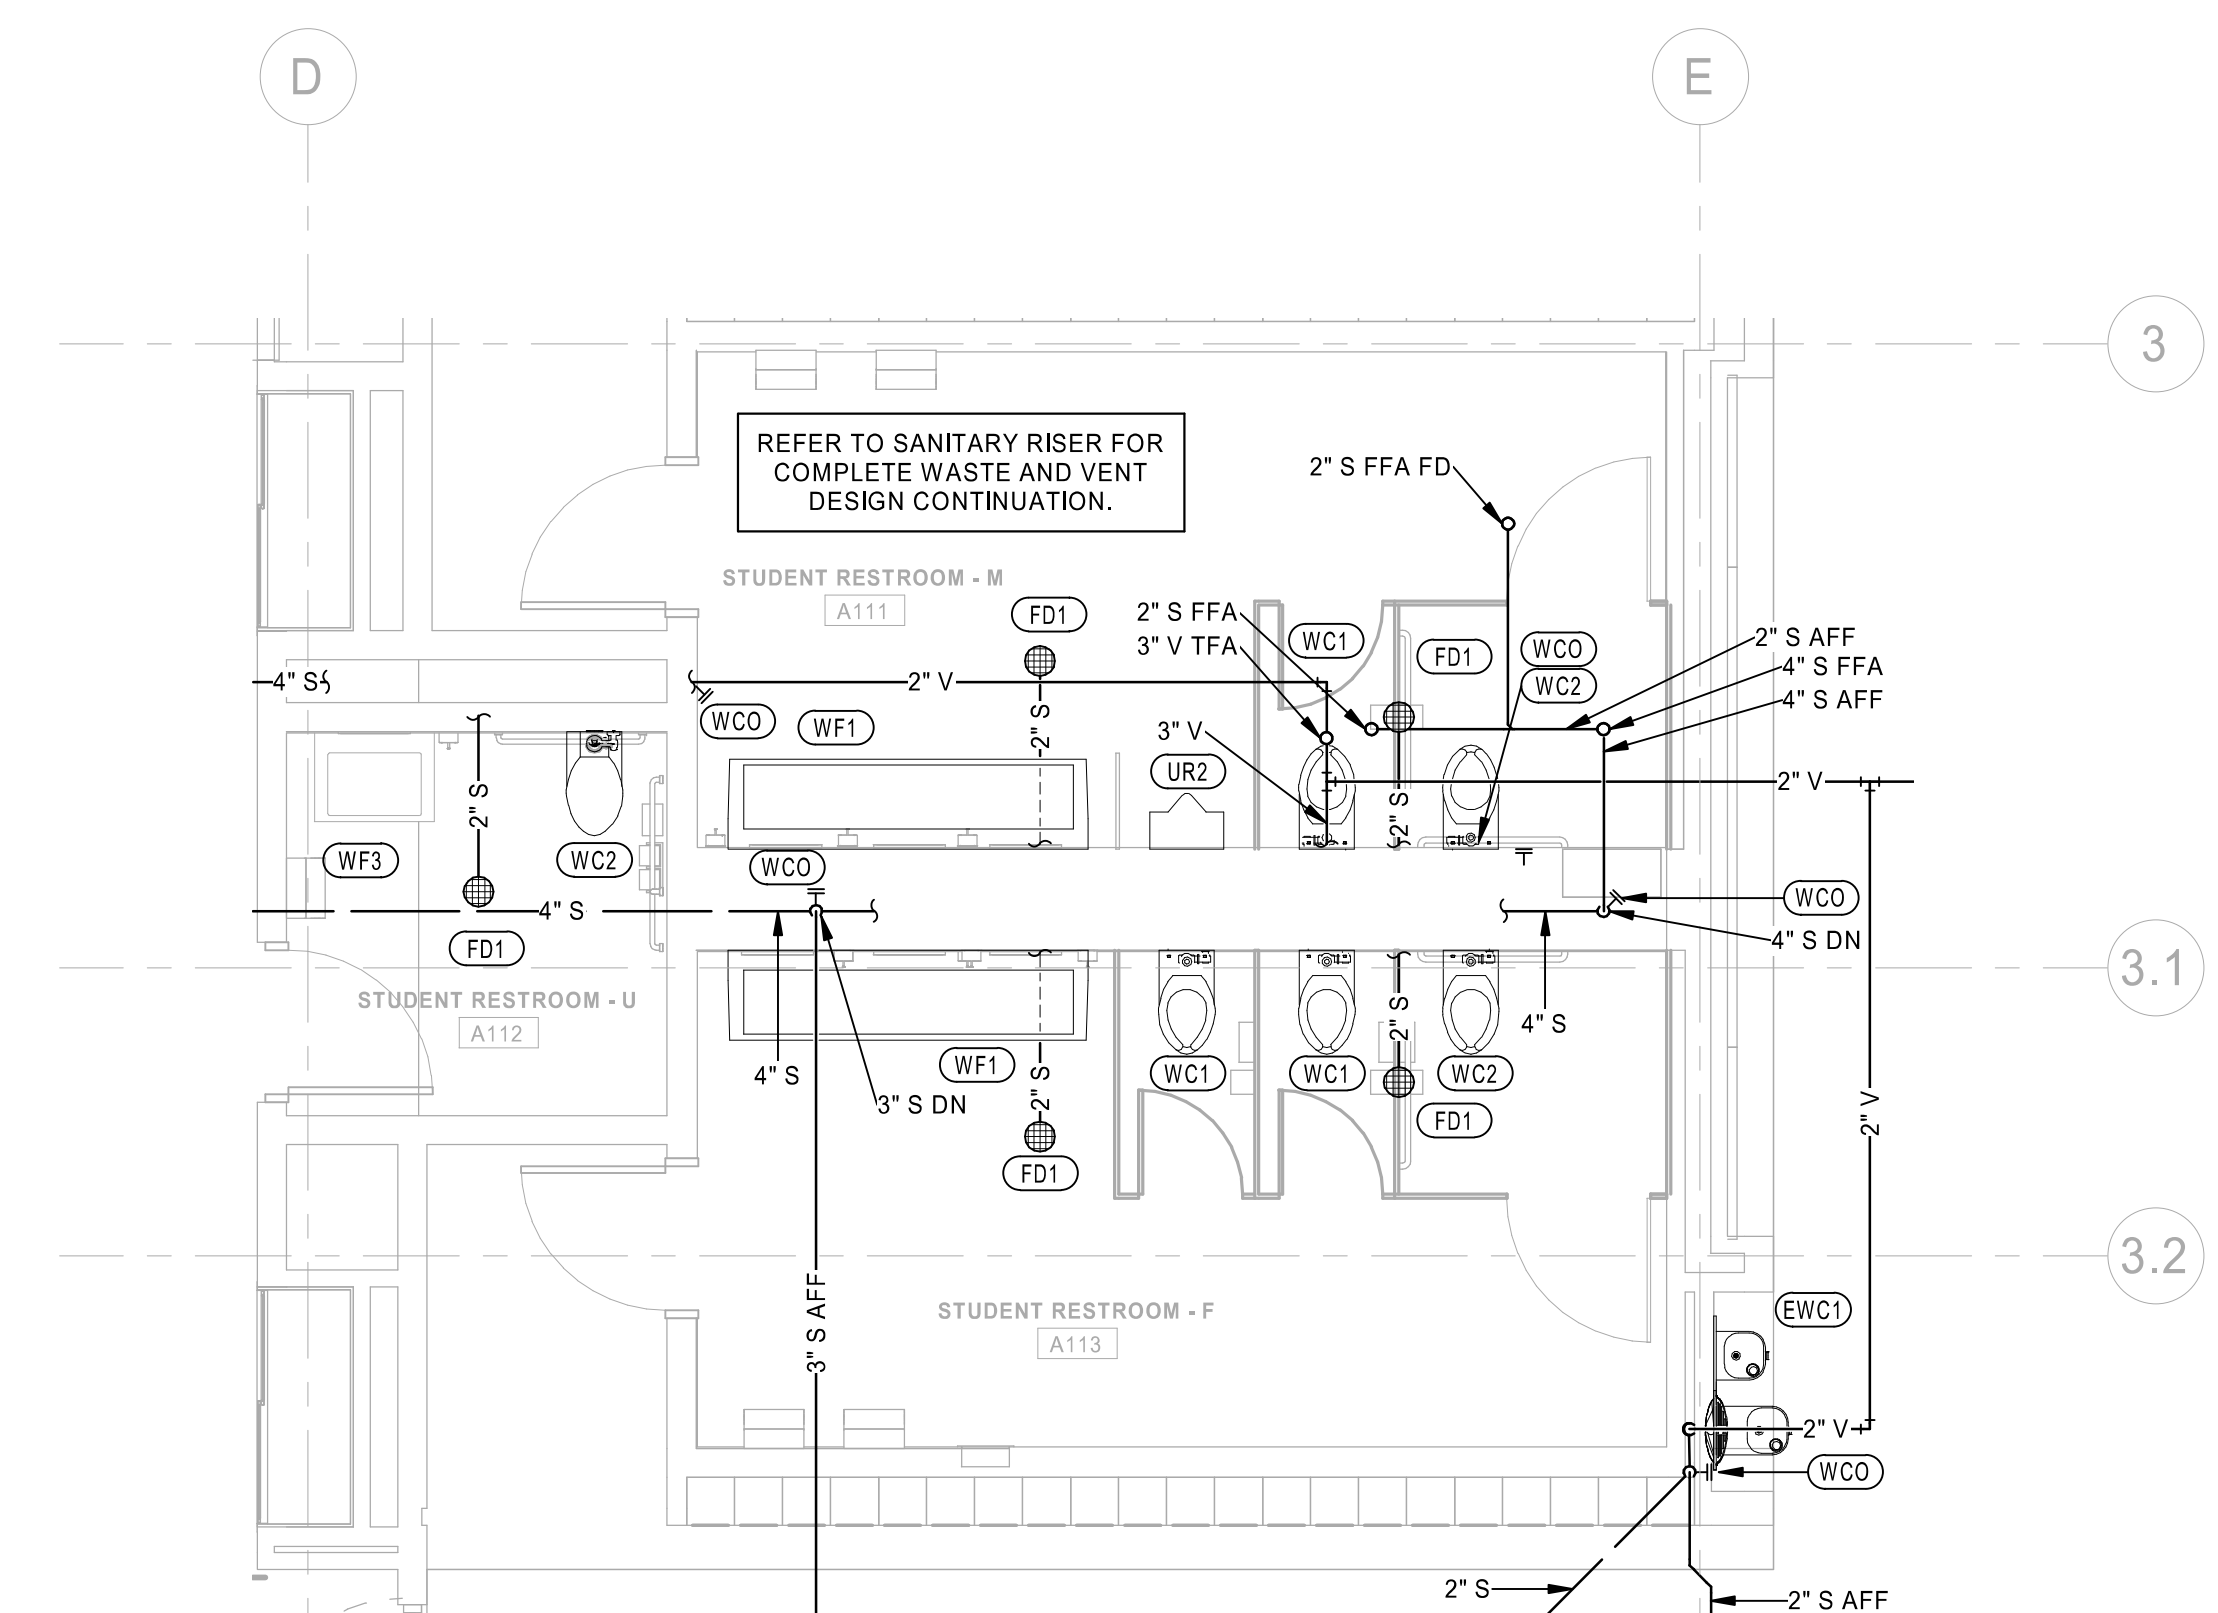 D
E
3
REFER TO SANITARY RISER FOR
COMPLETE WASTE AND VENT
DESIGN CONTINUATION.
2" S FFA FD
STUDENT RESTROOM - M
A111
FD1
2" S FFA
3" V TFA
WC1
FD1
WCO
WC2
2" S AFF
4" S FFA
4" S AFF
4" S
2" V
WCO
WF1
2" S
3" V
UR2
2" V
2" S
2" S
WF3
WC2
WCO
WCO
4" S
4" S DN
FD1
3.1
STUDENT RESTROOM - U
A112
2" S
4" S
4" S
WF1
WC1
WC1
WC2
3" S DN
2" S
FD1
2" V
FD1
3.2
3" S AFF
STUDENT RESTROOM - F
A113
EWC1
2" V
WCO
2" S
2" S AFF